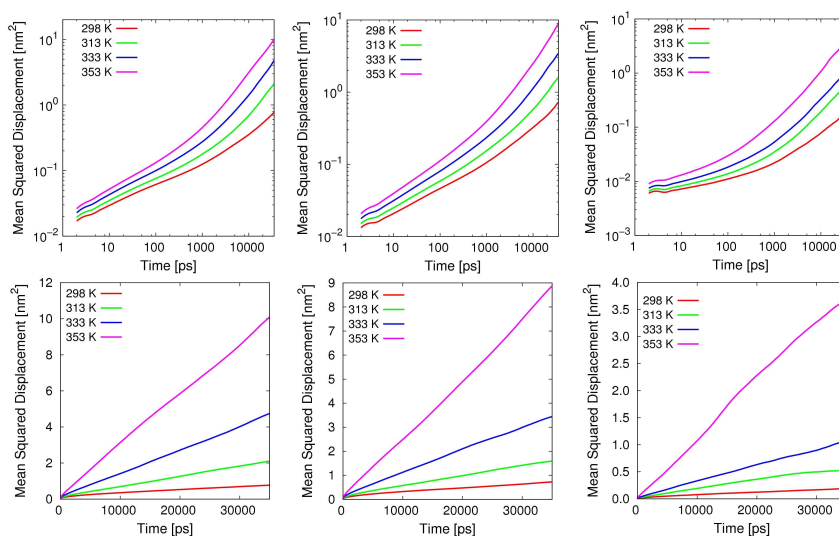 Mean Squared Displacement [nm²]
10²
10¹
10⁰
10⁻¹
10⁻²
298 K
313 K
333 K
353 K
1 10 100 1000 10000
Time [ps]
Mean Squared Displacement [nm²]
10¹
10⁰
10⁻¹
10⁻²
298 K
313 K
333 K
353 K
1 10 100 1000 10000
Time [ps]
Mean Squared Displacement [nm²]
10¹
10⁰
10⁻¹
10⁻²
10⁻³
298 K
313 K
333 K
353 K
1 10 100 1000 10000
Time [ps]
Mean Squared Displacement [nm²]
12
10
8
6
4
2
0
298 K
313 K
333 K
353 K
0 10000 20000 30000
Time [ps]
Mean Squared Displacement [nm²]
9
8
7
6
5
4
3
2
1
0
298 K
313 K
333 K
353 K
0 10000 20000 30000
Time [ps]
Mean Squared Displacement [nm²]
4.0
3.5
3.0
2.5
2.0
1.5
1.0
0.5
0.0
298 K
313 K
333 K
353 K
0 10000 20000 30000
Time [ps]